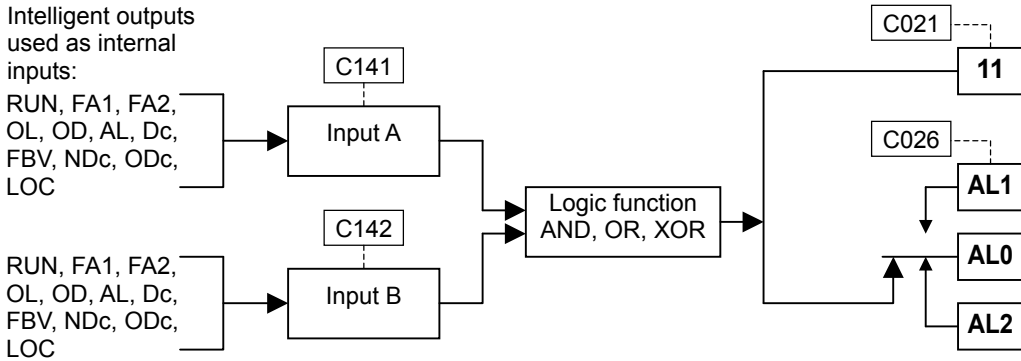 Intelligent outputs
used as internal
inputs:
RUN, FA1, FA2,
OL, OD, AL, Dc,
FBV, NDc, ODc,
LOC
C141
Input A
RUN, FA1, FA2,
OL, OD, AL, Dc,
FBV, NDc, ODc,
LOC
C142
Input B
Logic function
AND, OR, XOR
C021
11
C026
AL1
AL0
AL2